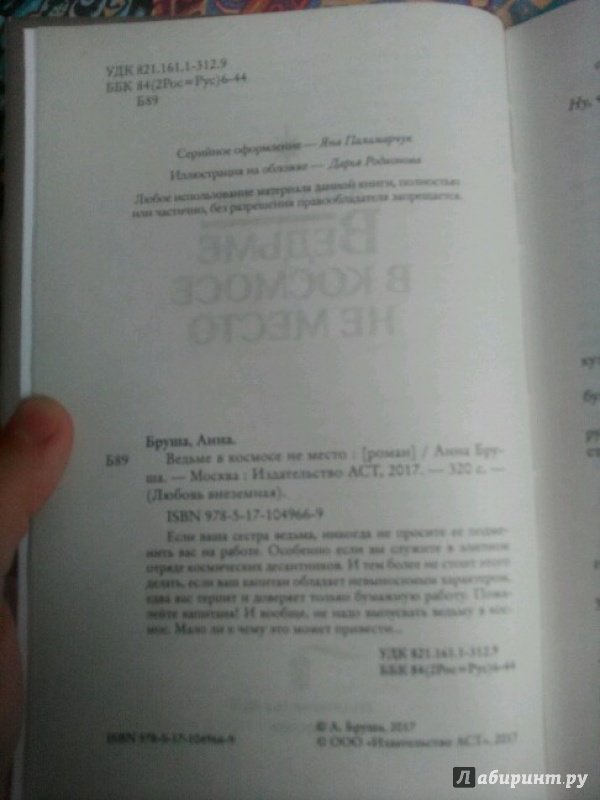 УДК 821.161.1-312.9
ББК 84(2Рос=Рус)6-44
Б89
Серийное оформление — Яна Паламарчук
Иллюстрация на обложке — Дарья Родионова
Любое использование материала данной книги, полностью
или частично, без разрешения правообладателя запрещается.
ВЕДЬМЕ
В КОСМОСЕ
НЕ МЕСТО
Бруша, Анна.
Б89 Ведьме в космосе не место : [роман] / Анна Бру-
ша. — Москва : Издательство АСТ, 2017. — 320 с. —
(Любовь внеземная).
ISBN 978-5-17-104966-9
Если ваша сестра ведьма, никогда не просите ее подме-
нить вас на работе. Особенно если вы служите в элитном
отряде космических десантников. И тем более не стоит этого
делать, если ваш капитан обладает невыносимым характером,
едва вас терпит и доверяет только бумажную работу. Пожа-
лейте капитана! И вообще, не надо выпускать ведьму в кос-
мос. Мало ли к чему это может привести...
УДК 821.161.1-312.9
ББК 84(2Рос=Рус)6-44
© А. Бруша, 2017
ISBN 978-5-17-104966-9 © ООО «Издательство АСТ», 2017
Ну,
Лабиринт.ру